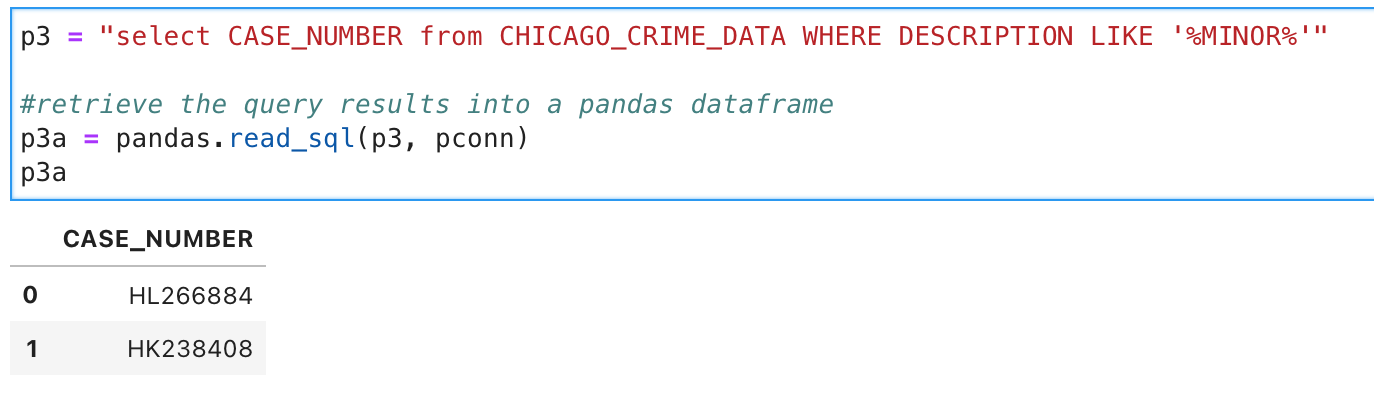 p3 = "select CASE_NUMBER from CHICAGO_CRIME_DATA WHERE DESCRIPTION LIKE '%MINOR%'"
#retrieve the query results into a pandas dataframe
p3a = pandas.read_sql(p3, pconn)
p3a
CASE_NUMBER
0 HL266884
1 HK238408